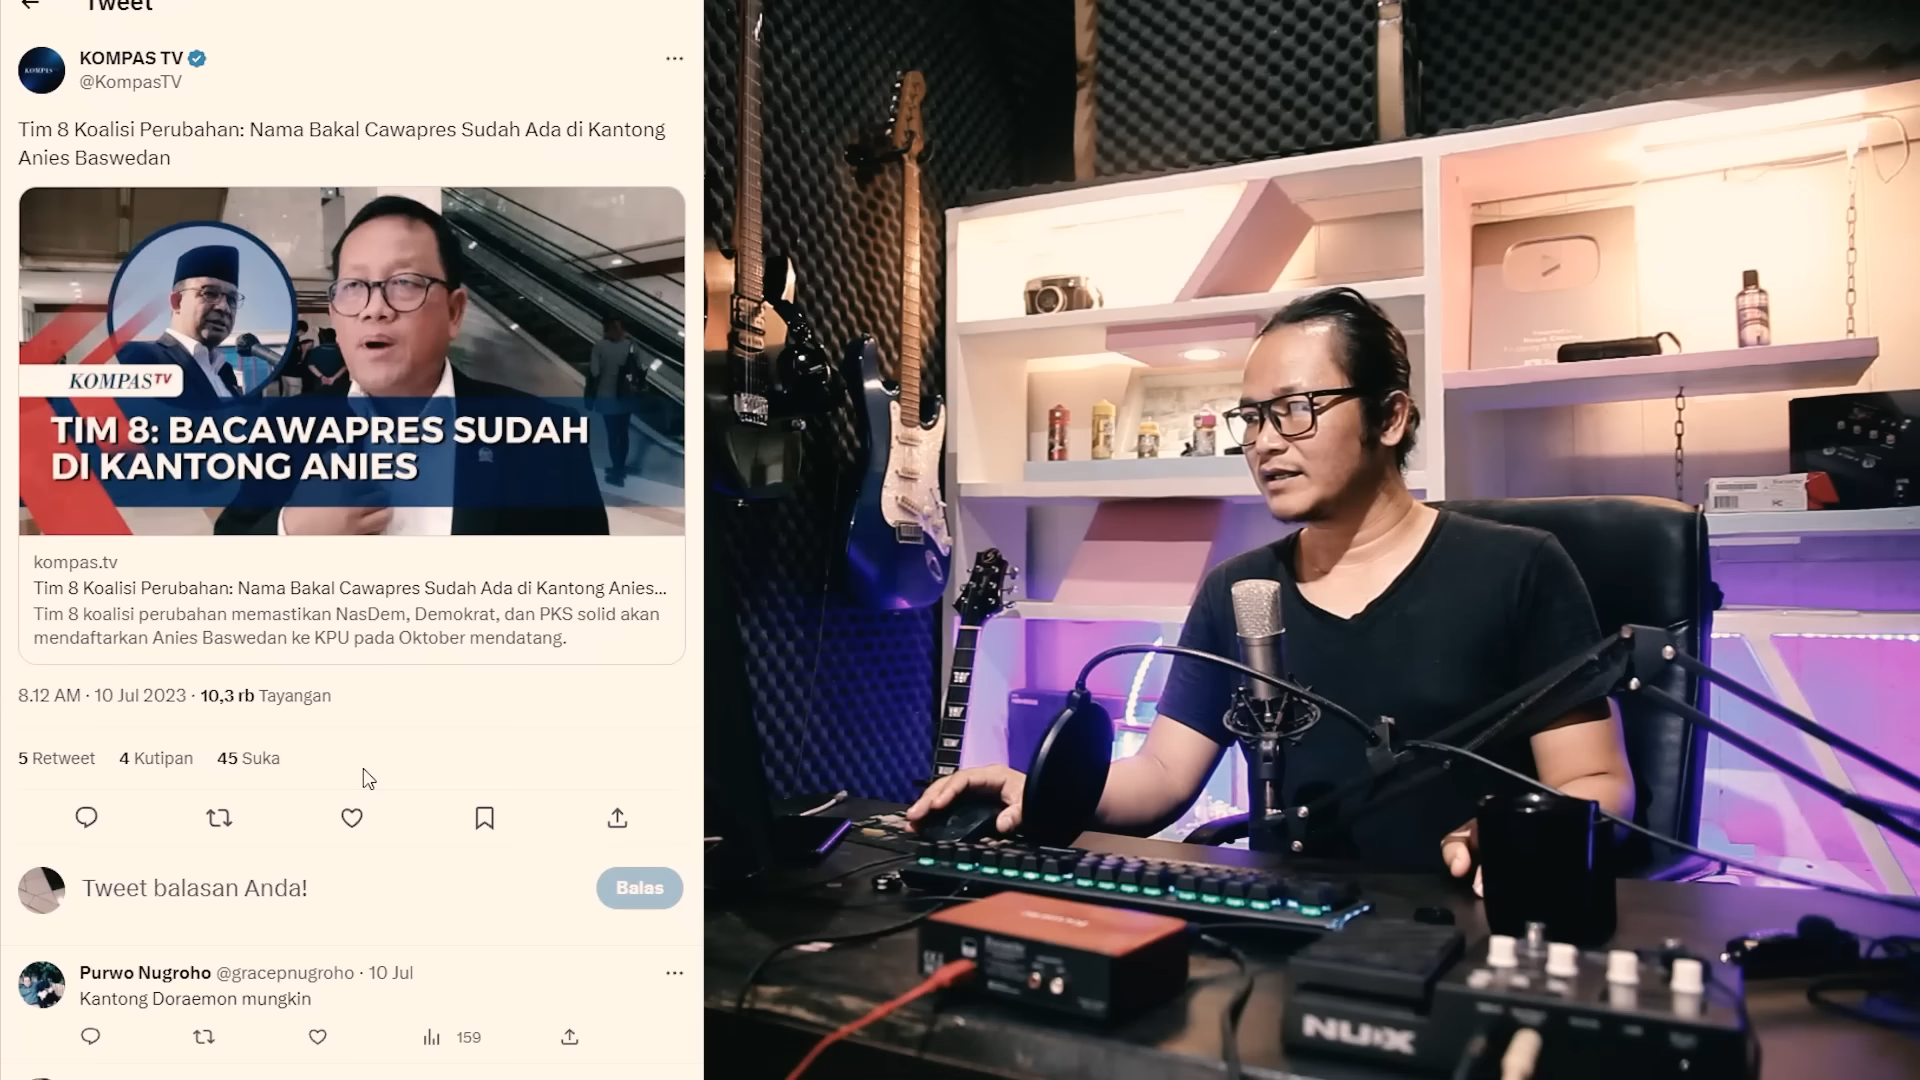 Tweet
KOMPAS TV
@KompasTV
Tim 8 Koalisi Perubahan: Nama Bakal Cawapres Sudah Ada di Kantong
Anies Baswedan
KOMPAS TV
TIM 8: BACAWAPRES SUDAH
DI KANTONG ANIES
kompas.tv
Tim 8 Koalisi Perubahan: Nama Bakal Cawapres Sudah Ada di Kantong Anies...
Tim 8 koalisi perubahan memastikan NasDem, Demokrat, dan PKS solid akan
mendaftarkan Anies Baswedan ke KPU pada Oktober mendatang.
8.12 AM · 10 Jul 2023 · 10,3 rb Tayangan
5 Retweet 4 Kutipan 45 Suka
Tweet balasan Anda!
Balas
Purwo Nugroho @gracepnugroho · 10 Jul
Kantong Doraemon mungkin
159
NUX